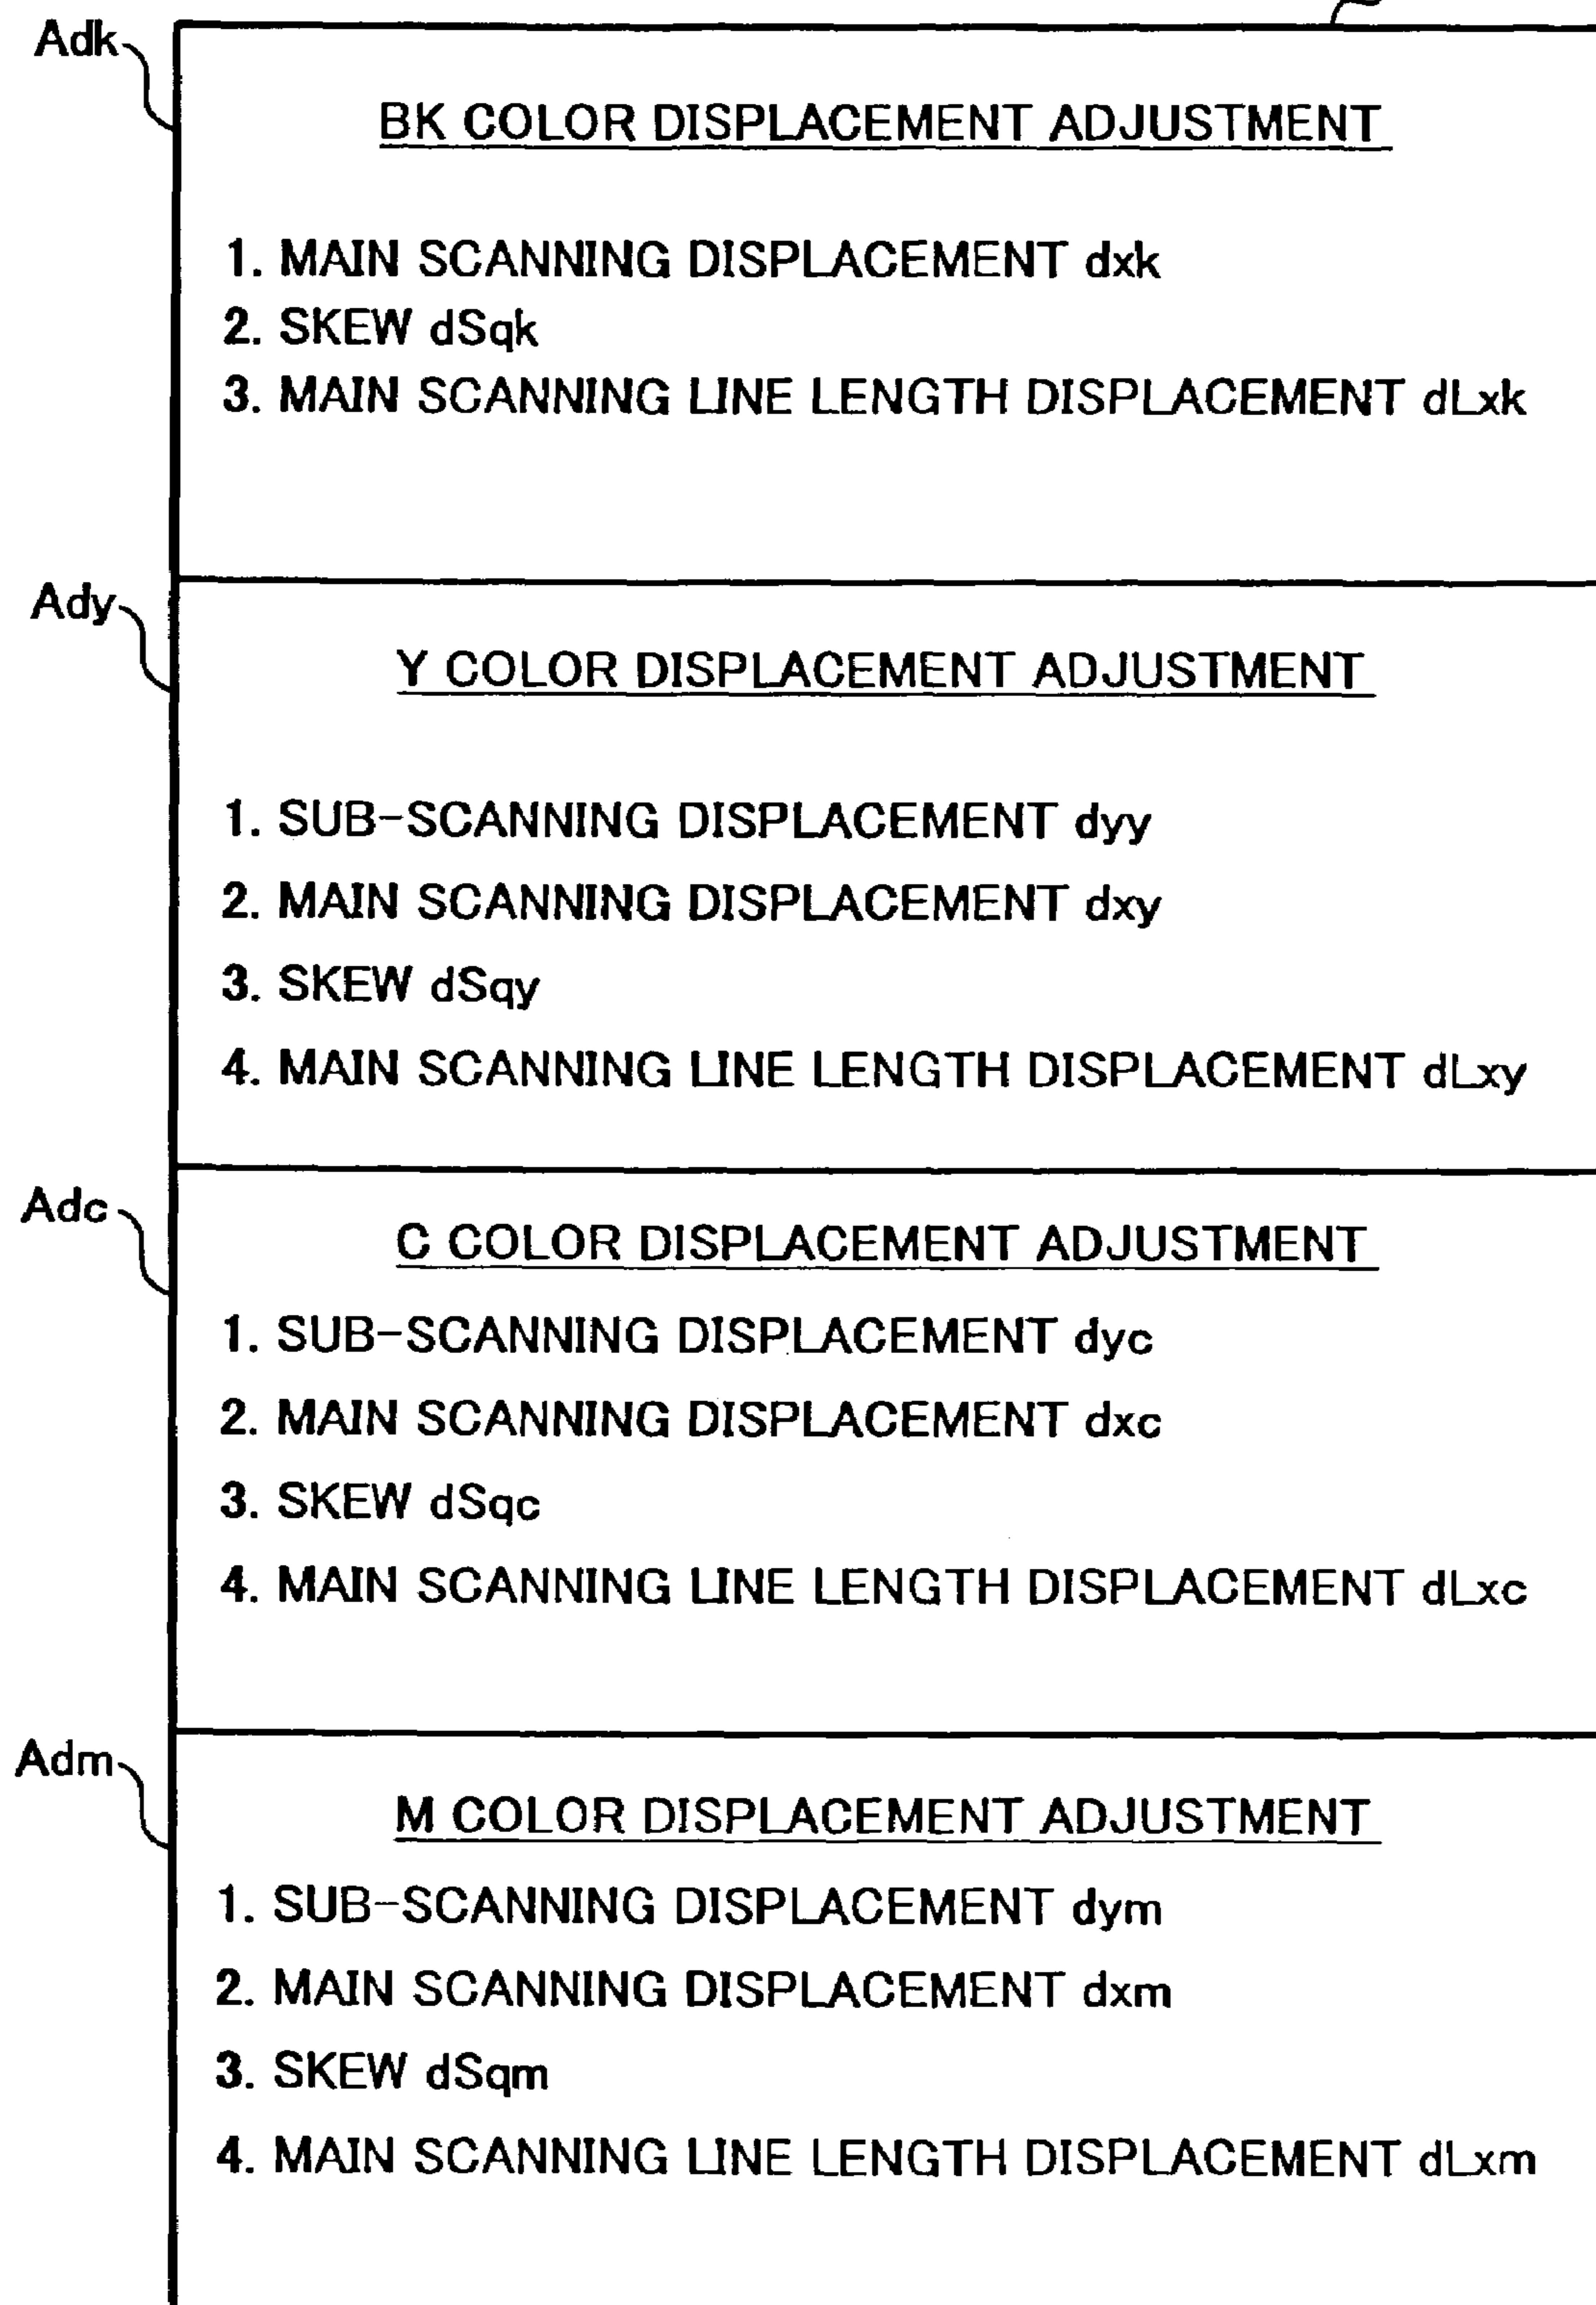 Adk
BK COLOR DISPLACEMENT ADJUSTMENT
1. MAIN SCANNING DISPLACEMENT dxk
2. SKEW dSqk
3. MAIN SCANNING LINE LENGTH DISPLACEMENT dLxk
Ady
Y COLOR DISPLACEMENT ADJUSTMENT
1. SUB-SCANNING DISPLACEMENT dyy
2. MAIN SCANNING DISPLACEMENT dxy
3. SKEW dSqy
4. MAIN SCANNING LINE LENGTH DISPLACEMENT dLxy
Adc
C COLOR DISPLACEMENT ADJUSTMENT
1. SUB-SCANNING DISPLACEMENT dyc
2. MAIN SCANNING DISPLACEMENT dxc
3. SKEW dSqc
4. MAIN SCANNING LINE LENGTH DISPLACEMENT dLxc
Adm
M COLOR DISPLACEMENT ADJUSTMENT
1. SUB-SCANNING DISPLACEMENT dym
2. MAIN SCANNING DISPLACEMENT dxm
3. SKEW dSqm
4. MAIN SCANNING LINE LENGTH DISPLACEMENT dLxm